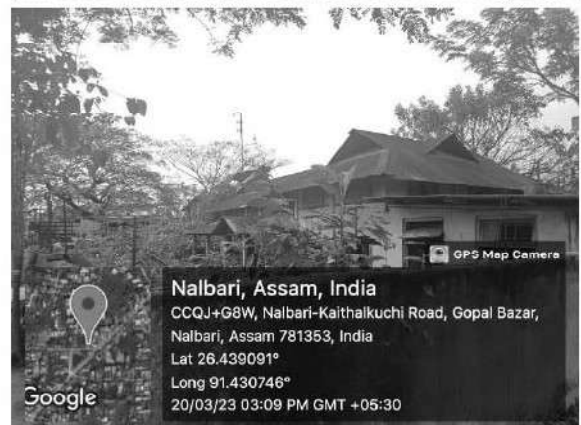 GPS Map Camera
Nalbari, Assam, India
CCQJ+G8W, Nalbari-Kaithalkuchi Road, Gopal Bazar,
Nalbari, Assam 781353, India
Lat 26.439091°
Long 91.430746°
20/03/23 03:09 PM GMT +05:30
Google